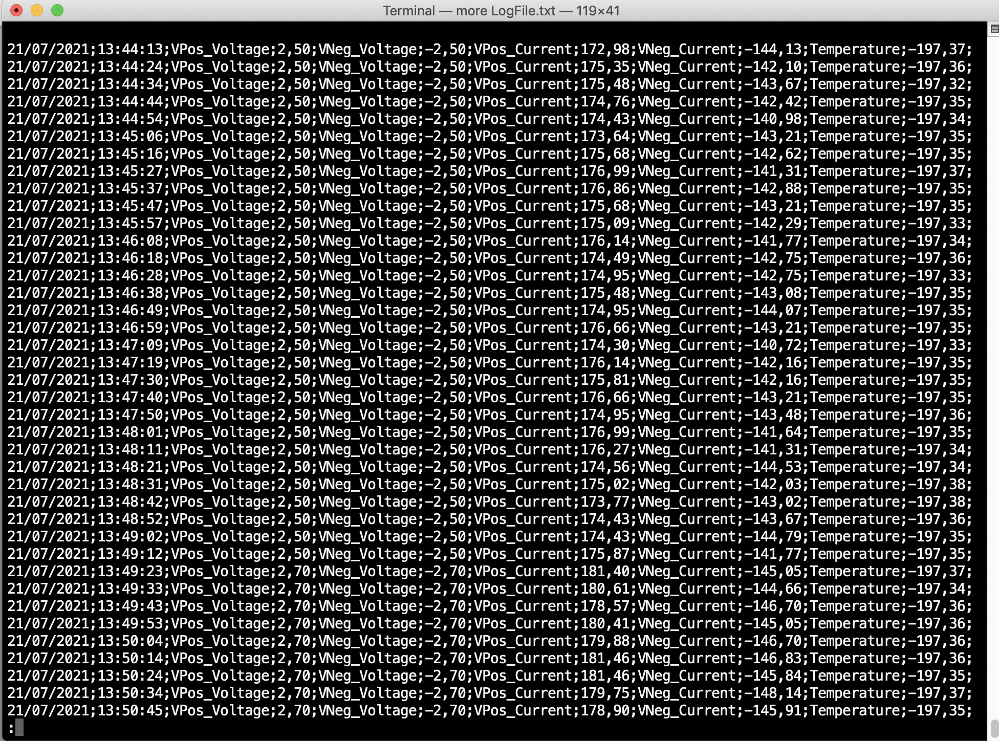 Terminal — more LogFile.txt — 119×41
21/07/2021;13:44:13;VPos_Voltage;2,50;VNeg_Voltage;-2,50;VPos_Current;172,98;VNeg_Current;-144,13;Temperature;-197,37;
21/07/2021;13:44:24;VPos_Voltage;2,50;VNeg_Voltage;-2,50;VPos_Current;175,35;VNeg_Current;-142,10;Temperature;-197,36;
21/07/2021;13:44:34;VPos_Voltage;2,50;VNeg_Voltage;-2,50;VPos_Current;175,48;VNeg_Current;-143,67;Temperature;-197,32;
21/07/2021;13:44:44;VPos_Voltage;2,50;VNeg_Voltage;-2,50;VPos_Current;174,76;VNeg_Current;-142,42;Temperature;-197,35;
21/07/2021;13:44:54;VPos_Voltage;2,50;VNeg_Voltage;-2,50;VPos_Current;174,43;VNeg_Current;-140,98;Temperature;-197,34;
21/07/2021;13:45:06;VPos_Voltage;2,50;VNeg_Voltage;-2,50;VPos_Current;173,64;VNeg_Current;-143,21;Temperature;-197,35;
21/07/2021;13:45:16;VPos_Voltage;2,50;VNeg_Voltage;-2,50;VPos_Current;175,68;VNeg_Current;-142,62;Temperature;-197,35;
21/07/2021;13:45:27;VPos_Voltage;2,50;VNeg_Voltage;-2,50;VPos_Current;176,99;VNeg_Current;-141,31;Temperature;-197,37;
21/07/2021;13:45:37;VPos_Voltage;2,50;VNeg_Voltage;-2,50;VPos_Current;176,86;VNeg_Current;-142,88;Temperature;-197,35;
21/07/2021;13:45:47;VPos_Voltage;2,50;VNeg_Voltage;-2,50;VPos_Current;175,68;VNeg_Current;-143,21;Temperature;-197,35;
21/07/2021;13:45:57;VPos_Voltage;2,50;VNeg_Voltage;-2,50;VPos_Current;175,09;VNeg_Current;-142,29;Temperature;-197,33;
21/07/2021;13:46:08;VPos_Voltage;2,50;VNeg_Voltage;-2,50;VPos_Current;176,14;VNeg_Current;-141,77;Temperature;-197,34;
21/07/2021;13:46:18;VPos_Voltage;2,50;VNeg_Voltage;-2,50;VPos_Current;174,49;VNeg_Current;-142,75;Temperature;-197,36;
21/07/2021;13:46:28;VPos_Voltage;2,50;VNeg_Voltage;-2,50;VPos_Current;174,95;VNeg_Current;-142,75;Temperature;-197,33;
21/07/2021;13:46:38;VPos_Voltage;2,50;VNeg_Voltage;-2,50;VPos_Current;175,48;VNeg_Current;-143,08;Temperature;-197,35;
21/07/2021;13:46:49;VPos_Voltage;2,50;VNeg_Voltage;-2,50;VPos_Current;174,95;VNeg_Current;-144,07;Temperature;-197,35;
21/07/2021;13:46:59;VPos_Voltage;2,50;VNeg_Voltage;-2,50;VPos_Current;176,66;VNeg_Current;-143,21;Temperature;-197,35;
21/07/2021;13:47:09;VPos_Voltage;2,50;VNeg_Voltage;-2,50;VPos_Current;174,30;VNeg_Current;-140,72;Temperature;-197,33;
21/07/2021;13:47:19;VPos_Voltage;2,50;VNeg_Voltage;-2,50;VPos_Current;176,14;VNeg_Current;-142,16;Temperature;-197,35;
21/07/2021;13:47:30;VPos_Voltage;2,50;VNeg_Voltage;-2,50;VPos_Current;175,81;VNeg_Current;-142,16;Temperature;-197,35;
21/07/2021;13:47:40;VPos_Voltage;2,50;VNeg_Voltage;-2,50;VPos_Current;176,66;VNeg_Current;-143,21;Temperature;-197,35;
21/07/2021;13:47:50;VPos_Voltage;2,50;VNeg_Voltage;-2,50;VPos_Current;174,95;VNeg_Current;-143,48;Temperature;-197,36;
21/07/2021;13:48:01;VPos_Voltage;2,50;VNeg_Voltage;-2,50;VPos_Current;176,99;VNeg_Current;-141,64;Temperature;-197,35;
21/07/2021;13:48:11;VPos_Voltage;2,50;VNeg_Voltage;-2,50;VPos_Current;176,27;VNeg_Current;-141,31;Temperature;-197,34;
21/07/2021;13:48:21;VPos_Voltage;2,50;VNeg_Voltage;-2,50;VPos_Current;174,56;VNeg_Current;-144,53;Temperature;-197,34;
21/07/2021;13:48:31;VPos_Voltage;2,50;VNeg_Voltage;-2,50;VPos_Current;175,02;VNeg_Current;-142,03;Temperature;-197,38;
21/07/2021;13:48:42;VPos_Voltage;2,50;VNeg_Voltage;-2,50;VPos_Current;173,77;VNeg_Current;-143,02;Temperature;-197,38;
21/07/2021;13:48:52;VPos_Voltage;2,50;VNeg_Voltage;-2,50;VPos_Current;174,43;VNeg_Current;-143,67;Temperature;-197,36;
21/07/2021;13:49:02;VPos_Voltage;2,50;VNeg_Voltage;-2,50;VPos_Current;174,43;VNeg_Current;-144,79;Temperature;-197,35;
21/07/2021;13:49:12;VPos_Voltage;2,50;VNeg_Voltage;-2,50;VPos_Current;175,87;VNeg_Current;-141,77;Temperature;-197,35;
21/07/2021;13:49:23;VPos_Voltage;2,70;VNeg_Voltage;-2,70;VPos_Current;181,40;VNeg_Current;-145,05;Temperature;-197,37;
21/07/2021;13:49:33;VPos_Voltage;2,70;VNeg_Voltage;-2,70;VPos_Current;180,61;VNeg_Current;-144,66;Temperature;-197,34;
21/07/2021;13:49:43;VPos_Voltage;2,70;VNeg_Voltage;-2,70;VPos_Current;178,57;VNeg_Current;-146,70;Temperature;-197,36;
21/07/2021;13:49:53;VPos_Voltage;2,70;VNeg_Voltage;-2,70;VPos_Current;180,41;VNeg_Current;-145,05;Temperature;-197,36;
21/07/2021;13:50:04;VPos_Voltage;2,70;VNeg_Voltage;-2,70;VPos_Current;179,88;VNeg_Current;-146,70;Temperature;-197,36;
21/07/2021;13:50:14;VPos_Voltage;2,70;VNeg_Voltage;-2,70;VPos_Current;181,46;VNeg_Current;-146,83;Temperature;-197,36;
21/07/2021;13:50:24;VPos_Voltage;2,70;VNeg_Voltage;-2,70;VPos_Current;181,46;VNeg_Current;-145,84;Temperature;-197,35;
21/07/2021;13:50:34;VPos_Voltage;2,70;VNeg_Voltage;-2,70;VPos_Current;179,75;VNeg_Current;-148,14;Temperature;-197,37;
21/07/2021;13:50:45;VPos_Voltage;2,70;VNeg_Voltage;-2,70;VPos_Current;178,90;VNeg_Current;-145,91;Temperature;-197,35;
: